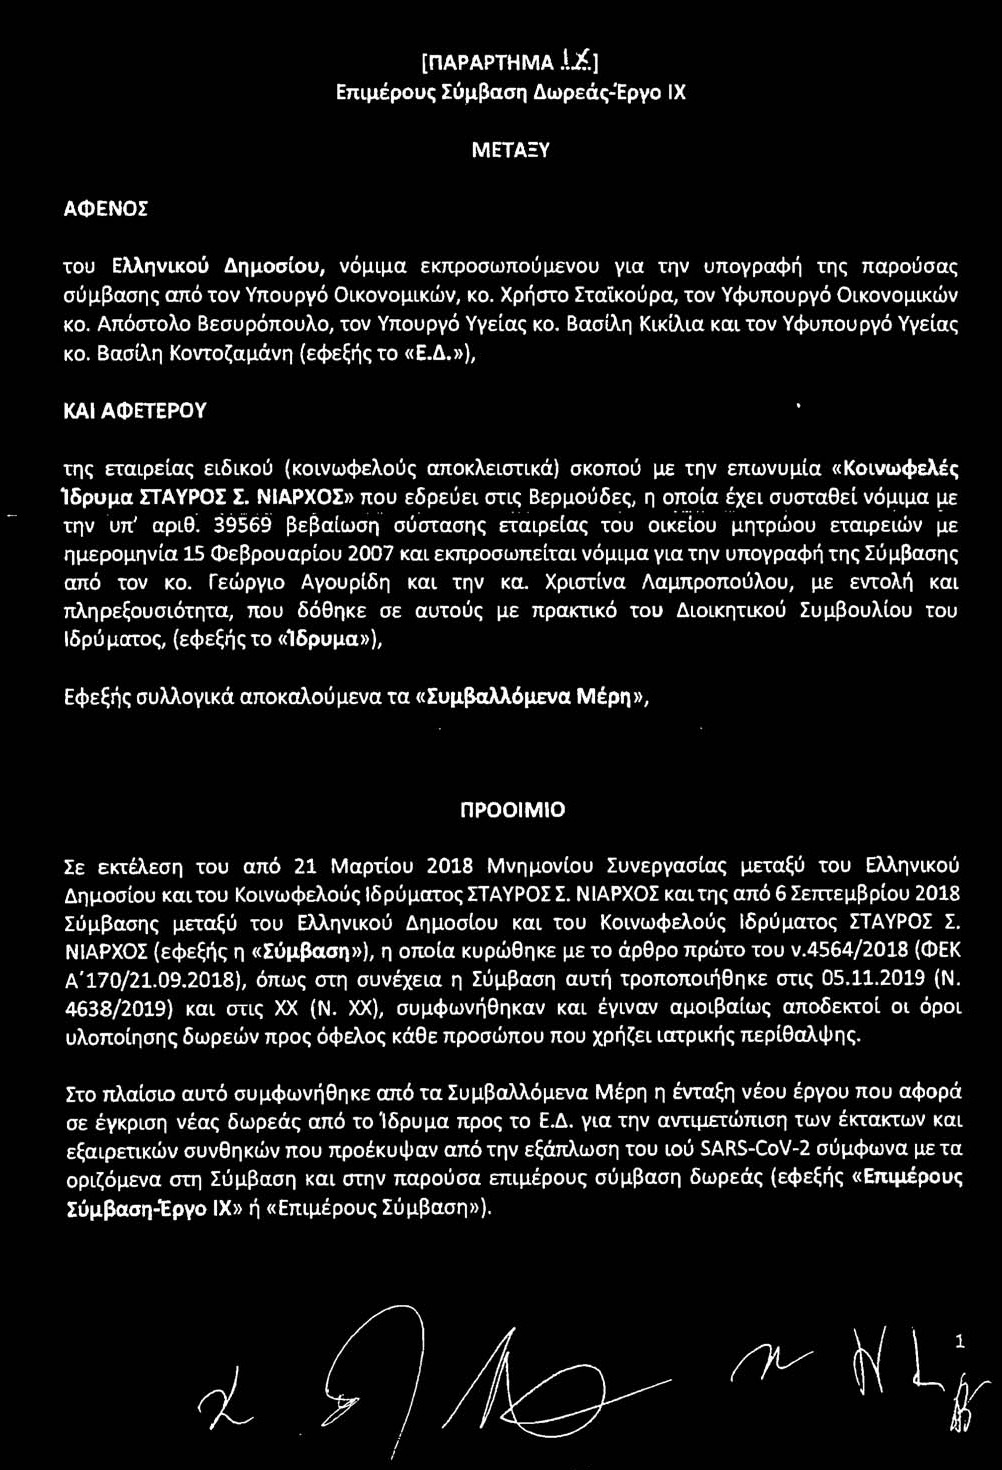 [ΠΑΡΑΡΤΗΜΑ .IX.]
Επιμέρους Σύμβαση Δωρεάς-Έργο IX
ΜΕΤΑΞΥ
ΑΦΕΝΟΣ
του Ελληνικού Δημοσίου, νόμιμα εκπροσωπούμενου για την υπογραφή της παρούσας
σύμβασης από τον Υπουργό Οικονομικών, κο. Χρήστο Σταϊκούρα, τον Υφυπουργό Οικονομικών
κο. Απόστολο Βεσυρόπουλο, τον Υπουργό Υγείας κο. Βασίλη Κικίλια και τον Υφυπουργό Υγείας
κο. Βασίλη Κοντοζαμάνη (εφεξής το «Ε.Δ.»),
ΚΑΙ ΑΦΕΤΕΡΟΥ
της εταιρείας ειδικού (κοινωφελούς αποκλειστικά) σκοπού με την επωνυμία «Κοινωφελές
Ίδρυμα ΣΤΑΥΡΟΣ Σ. ΝΙΑΡΧΟΣ» που εδρεύει στις Βερμούδες, η οποία έχει συσταθεί νόμιμα με
την υπ' αριθ. 39569 βεβαίωση σύστασης εταιρείας του οικείου μητρώου εταιρειών με
ημερομηνία 15 Φεβρουαρίου 2007 και εκπροσωπείται νόμιμα για την υπογραφή της Σύμβασης
από τον κο. Γεώργιο Αγουρίδη και την κα. Χριστίνα Λαμπροπούλου, με εντολή και
πληρεξουσιότητα, που δόθηκε σε αυτούς με πρακτικό του Διοικητικού Συμβουλίου του
Ιδρύματος, (εφεξής το «Ίδρυμα»),
Εφεξής συλλογικά αποκαλούμενα τα «Συμβαλλόμενα Μέρη»,
ΠΡΟΟΙΜΙΟ
Σε εκτέλεση του από 21 Μαρτίου 2018 Μνημονίου Συνεργασίας μεταξύ του Ελληνικού
Δημοσίου και του Κοινωφελούς Ιδρύματος ΣΤΑΥΡΟΣ Σ. ΝΙΑΡΧΟΣ και της από 6 Σεπτεμβρίου 2018
Σύμβασης μεταξύ του Ελληνικού Δημοσίου και του Κοινωφελούς Ιδρύματος ΣΤΑΥΡΟΣ Σ.
ΝΙΑΡΧΟΣ (εφεξής η «Σύμβαση»), η οποία κυρώθηκε με το άρθρο πρώτο του ν.4564/2018 (ΦΕΚ
Α'170/21.09.2018), όπως στη συνέχεια η Σύμβαση αυτή τροποποιήθηκε στις 05.11.2019 (Ν.
4638/2019) και στις ΧΧ (Ν. ΧΧ), συμφωνήθηκαν και έγιναν αμοιβαίως αποδεκτοί οι όροι
υλοποίησης δωρεών προς όφελος κάθε προσώπου που χρήζει ιατρικής περίθαλψης.
Στο πλαίσιο αυτό συμφωνήθηκε από τα Συμβαλλόμενα Μέρη η ένταξη νέου έργου που αφορά
σε έγκριση νέας δωρεάς από το Ίδρυμα προς το Ε.Δ. για την αντιμετώπιση των έκτακτων και
εξαιρετικών συνθηκών που προέκυψαν από την εξάπλωση του ιού SARS-CoV-2 σύμφωνα με τα
οριζόμενα στη Σύμβαση και στην παρούσα επιμέρους σύμβαση δωρεάς (εφεξής «Επιμέρους
Σύμβαση-Έργο IX» ή «Επιμέρους Σύμβαση»).
1